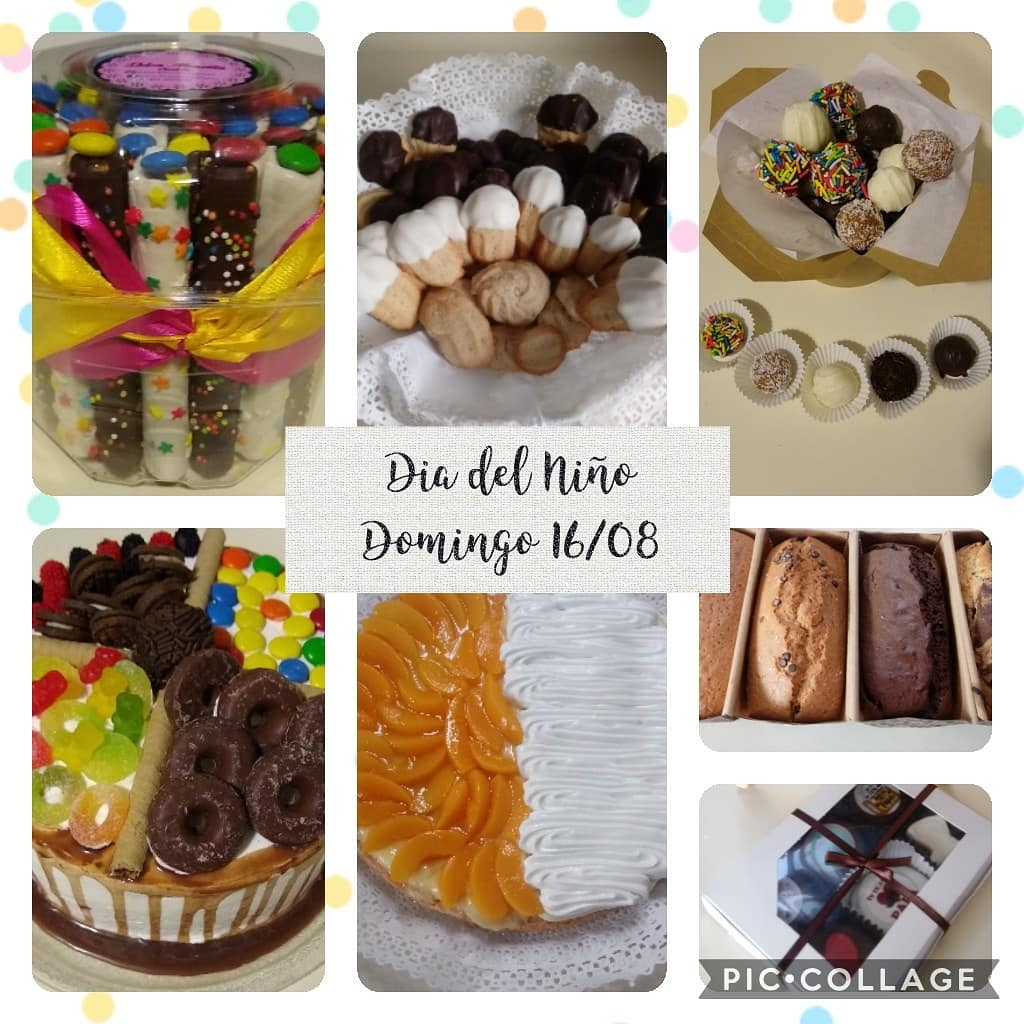 Dia del Niño
Domingo 16/08
PIC•COLLAGE